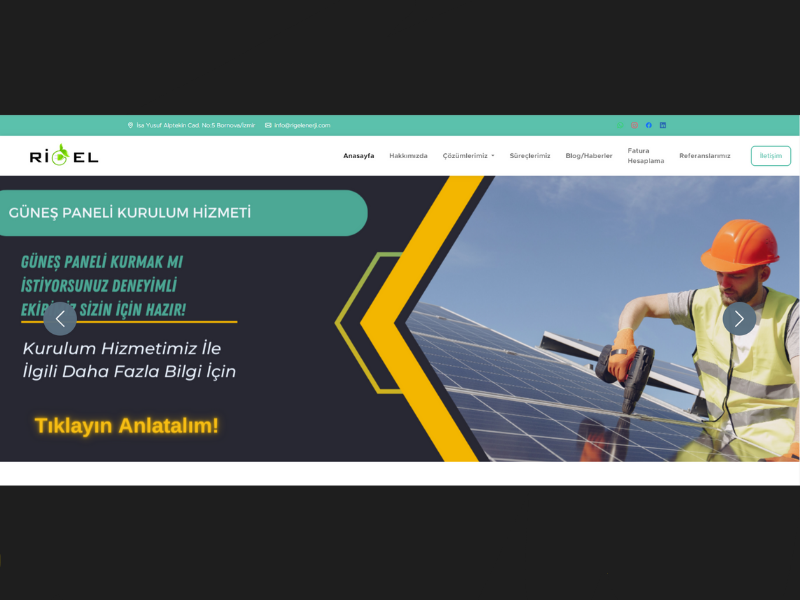 İsa Yusuf Alptekin Cad. No:5 Bornova/İzmir info@rigelenerji.com
RiGEL
Anasayfa Hakkımızda Çözümlerimiz Süreçlerimiz Blog/Haberler Fatura Hesaplama Referanslarımız İletişim
GÜNEŞ PANELİ KURULUM HİZMETİ
GÜNEŞ PANELİ KURMAK MI
İSTİYORSUNUZ DENEYİMLİ
SİZİN İÇİN HAZIR!
Kurulum Hizmetimiz İle
İlgili Daha Fazla Bilgi İçin
Tıklayın Anlatalım!